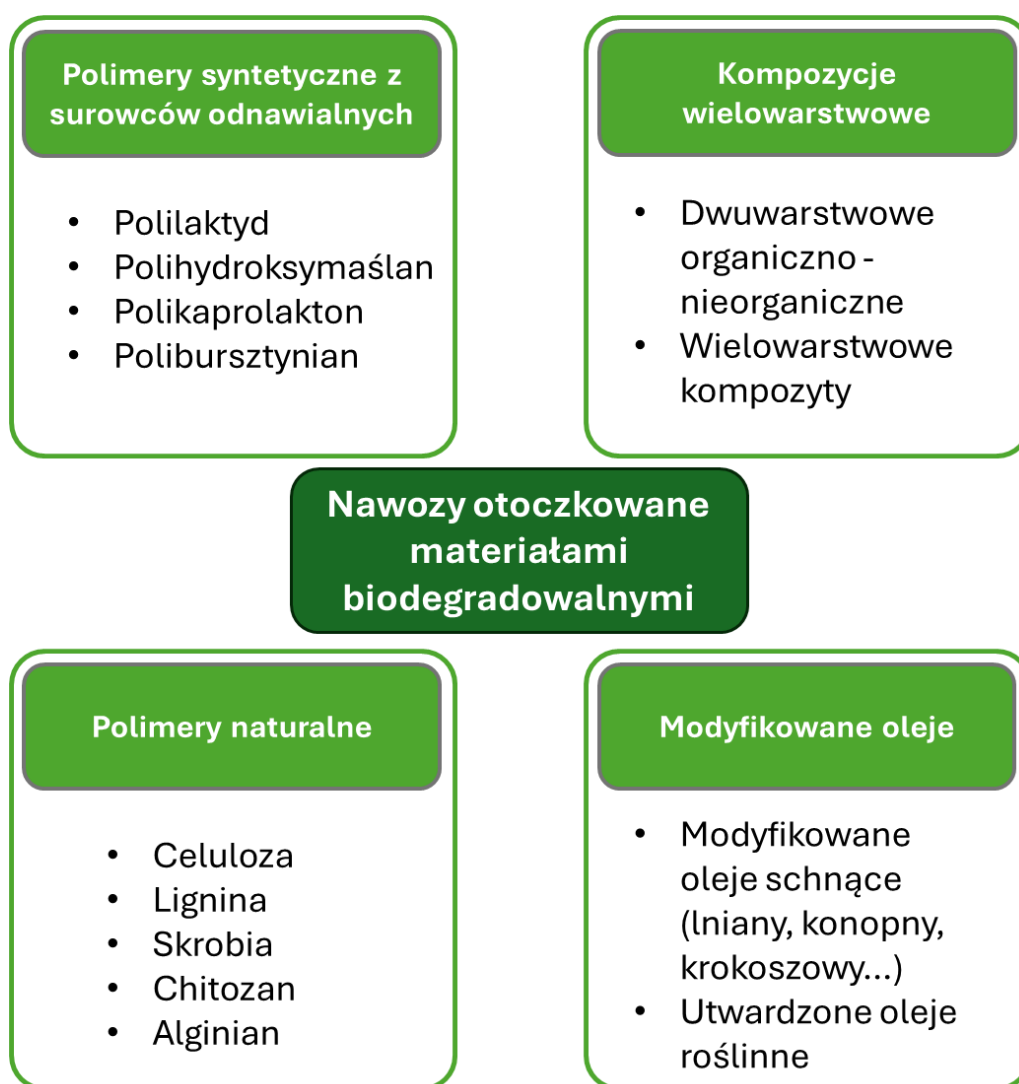 Polimery syntetyczne z
surowców odnawialnych
• Polilaktyd
• Polihydroksymaślan
• Polikaprolakton
• Polibursztynian
Kompozycje
wielowarstwowe
• Dwuwarstwowe
organiczno -
nieorganiczne
• Wielowarstwowe
kompozyty
Nawozy otoczkowane
materiałami
biodegradowalnymi
Polimery naturalne
• Celuloza
• Lignina
• Skrobia
• Chitozan
• Alginian
Modyfikowane oleje
• Modyfikowane
oleje schnące
(lniany, konopny,
krokoszowy...)
• Utwardzone oleje
roślinne